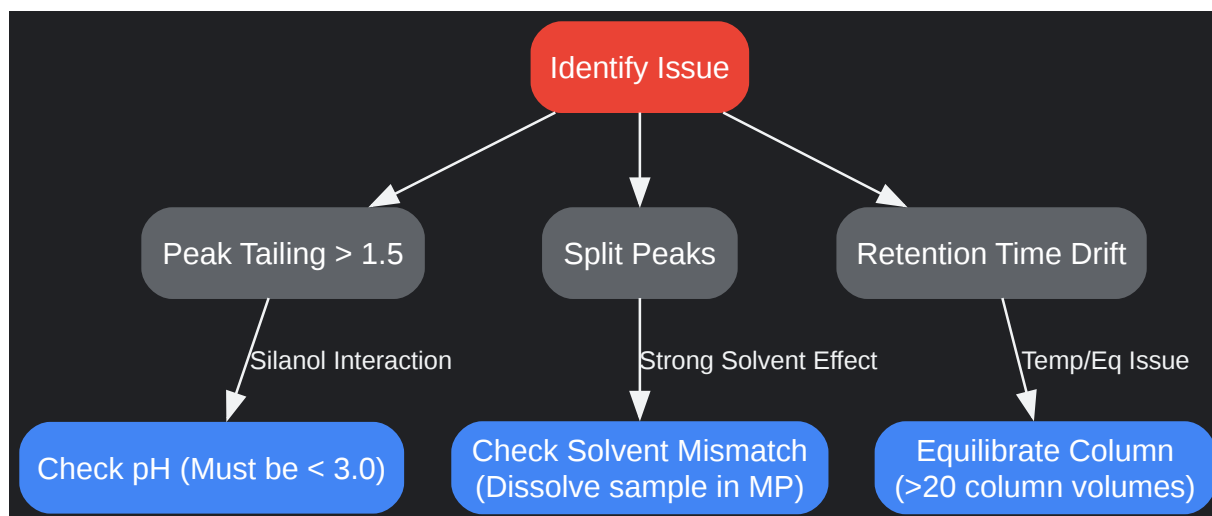 Identify Issue
Peak Tailing > 1.5
Split Peaks
Retention Time Drift
Silanol Interaction
Strong Solvent Effect
Temp/Eq Issue
Check pH (Must be < 3.0)
Check Solvent Mismatch
(Dissolve sample in MP)
Equilibrate Column
(>20 column volumes)